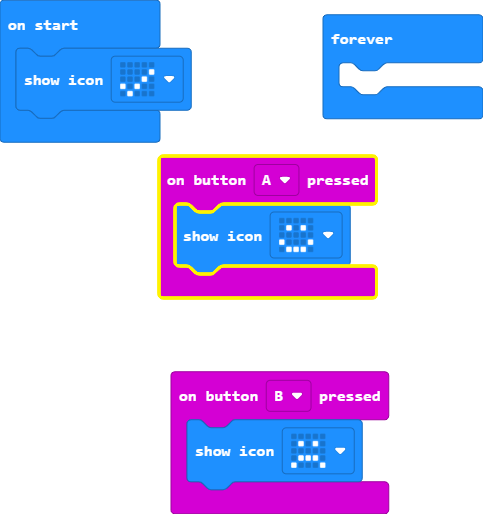 on start
show icon
forever
on button A pressed
show icon
on button B pressed
show icon